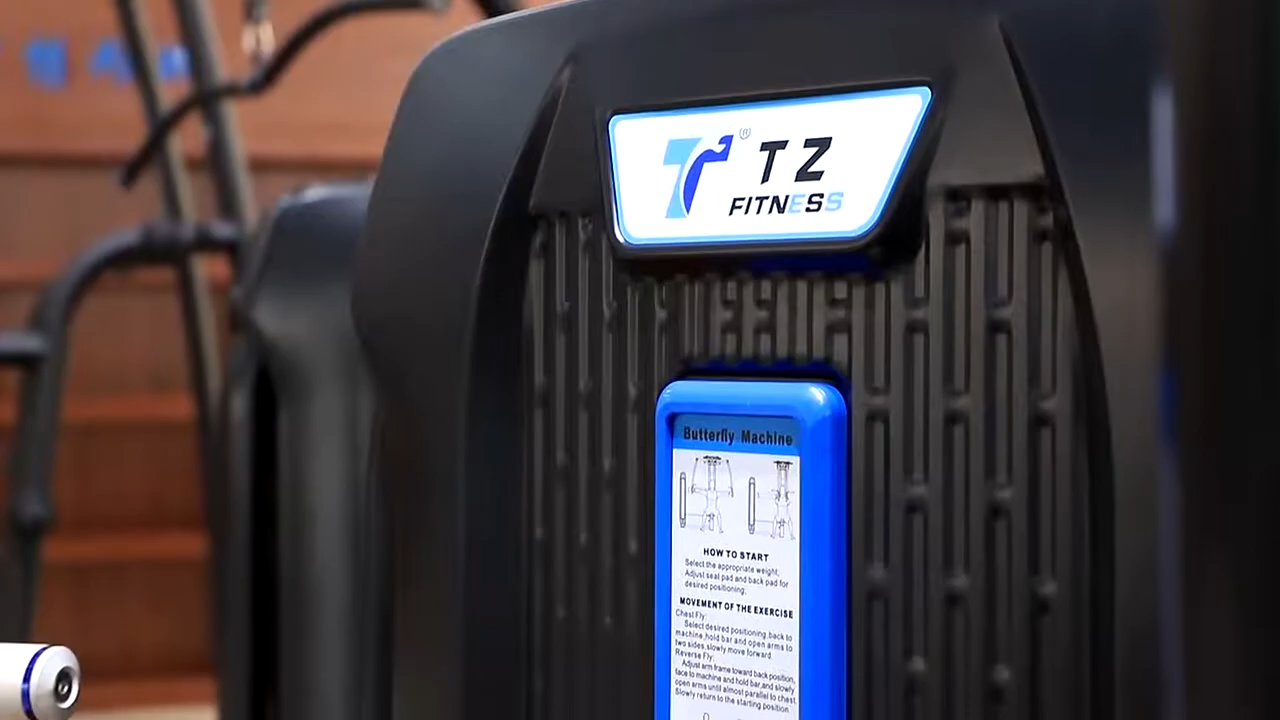 ®
TZ
FITNESS
Butterfly Machine
HOW TO START
Select the appropriate weight,
Adjust seal pad and back pad for
desired positioning;
MOVEMENT OF THE EXERCISE
Chest Fly:
Select desired positioning,back to
machine,hold bar and open arms to
two sides,slowly move forward.
Reverse Fly:
Adjust arm frame toward back position,
face to machine and hold bar,and slowly
open arms until almost parallel to chest.
Slowly return to the starting position.